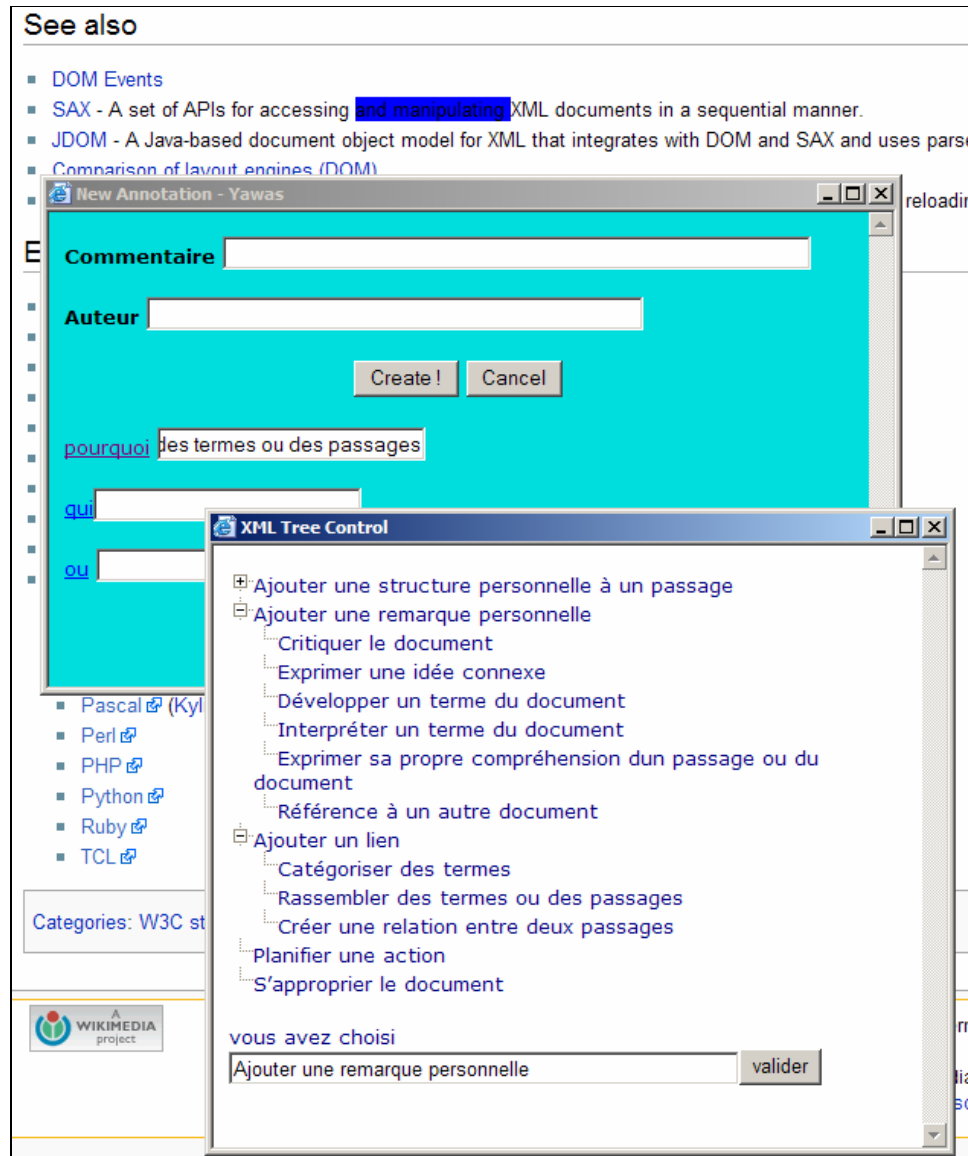 See also
DOM Events
SAX - A set of APIs for accessing and manipulating XML documents in a sequential manner.
JDOM - A Java-based document object model for XML that integrates with DOM and SAX and uses parse
Comparison of layout engines (DOM)
New Annotation - Yawas
reloadin
E
Commentaire
Auteur
Create !
Cancel
pourquoi des termes ou des passages
qui
ou
XML Tree Control
Ajouter une structure personnelle à un passage
Ajouter une remarque personnelle
Critiquer le document
Exprimer une idée connexe
Développer un terme du document
Interpréter un terme du document
Exprimer sa propre compréhension dun passage ou du
document
Référence à un autre document
Ajouter un lien
Catégoriser des termes
Rassembler des termes ou des passages
Créer une relation entre deux passages
Planifier une action
S'approprier le document
vous avez choisi
Ajouter une remarque personnelle
valider
Pascal (Kyl
Perl
PHP
Python
Ruby
TCL
Categories: W3C st
A
WIKIMEDIA
project